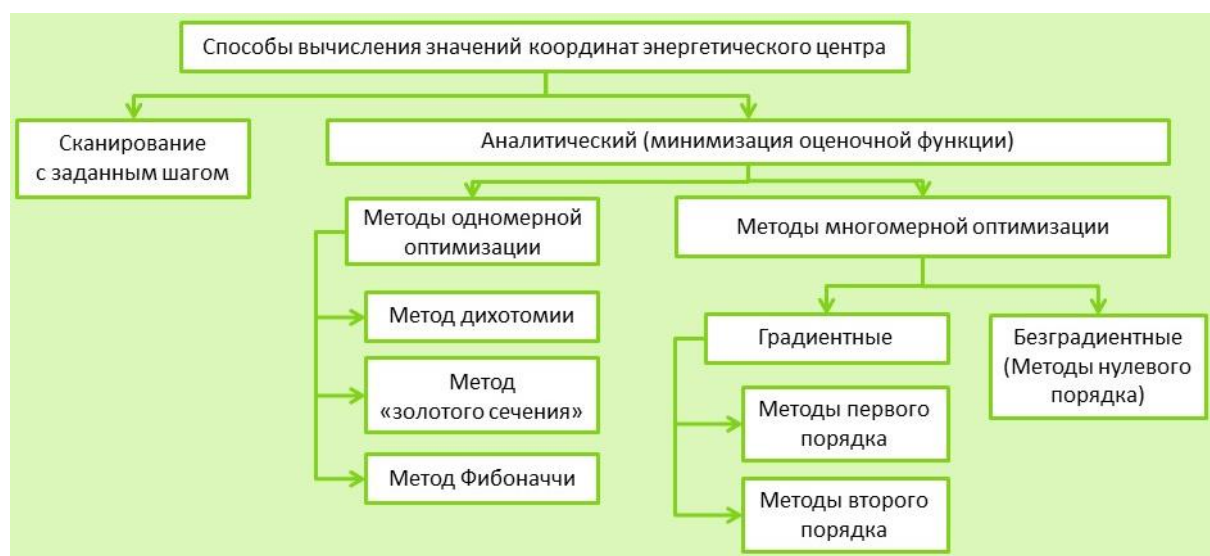 Способы вычисления значений координат энергетического центра
Сканирование
с заданным шагом
Аналитический (минимизация оценочной функции)
Методы одномерной
оптимизации
Методы многомерной оптимизации
Метод дихотомии
Метод
«золотого сечения»
Метод Фибоначчи
Градиентные
Методы первого
порядка
Методы второго
порядка
Безградиентные
(Методы нулевого
порядка)